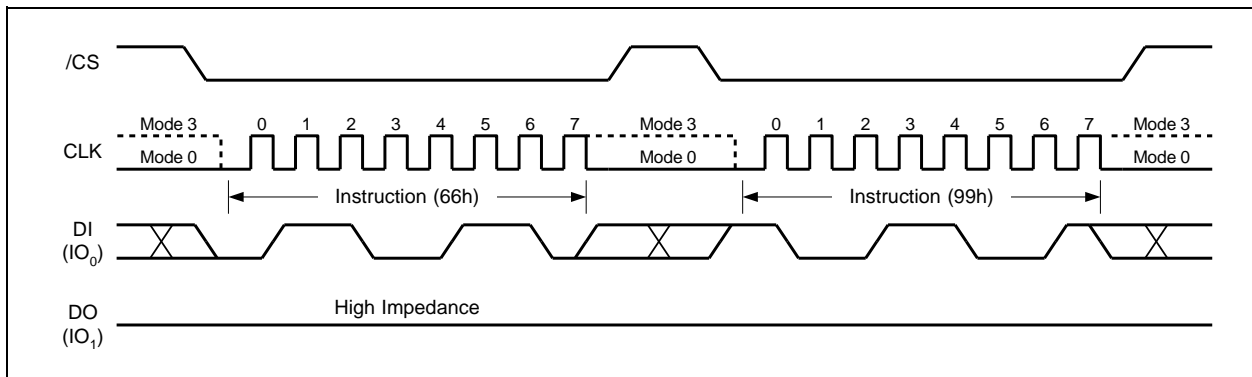 /CS
Mode 3 0 1 2 3 4 5 6 7 Mode 3 0 1 2 3 4 5 6 7 Mode 3
CLK Mode 0 Mode 0 Mode 0
Instruction (66h) Instruction (99h)
DI
(IO₀)
High Impedance
DO
(IO₁)